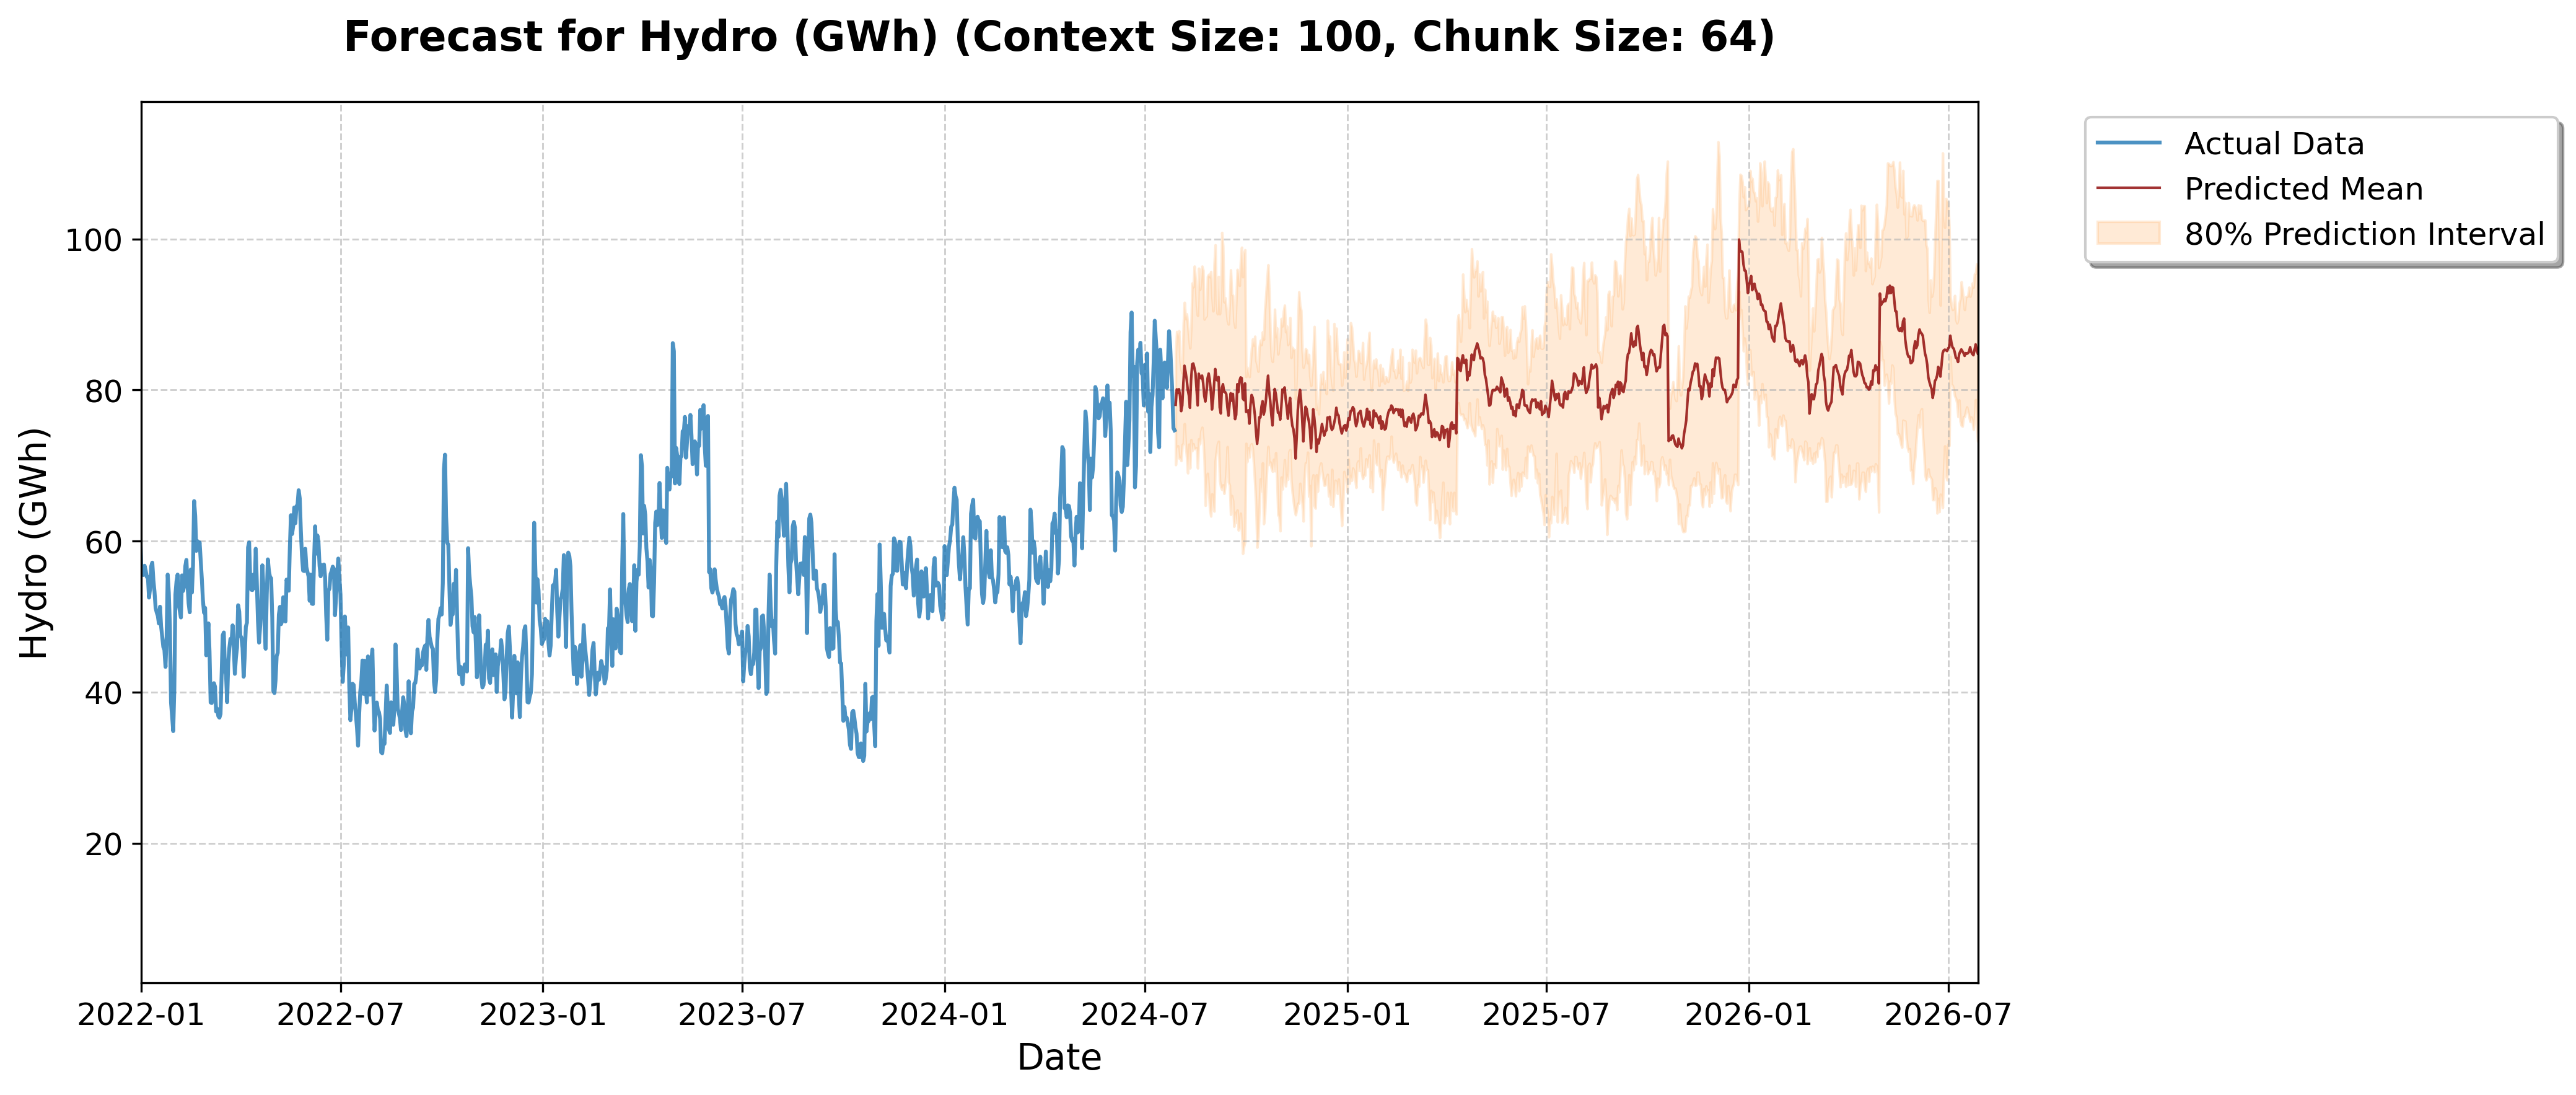 Forecast for Hydro (GWh) (Context Size: 100, Chunk Size: 64)
Actual Data
Predicted Mean
80% Prediction Interval
Hydro (GWh)
100
80
60
40
20
2022-01 2022-07 2023-01 2023-07 2024-01 2024-07 2025-01 2025-07 2026-01 2026-07
Date